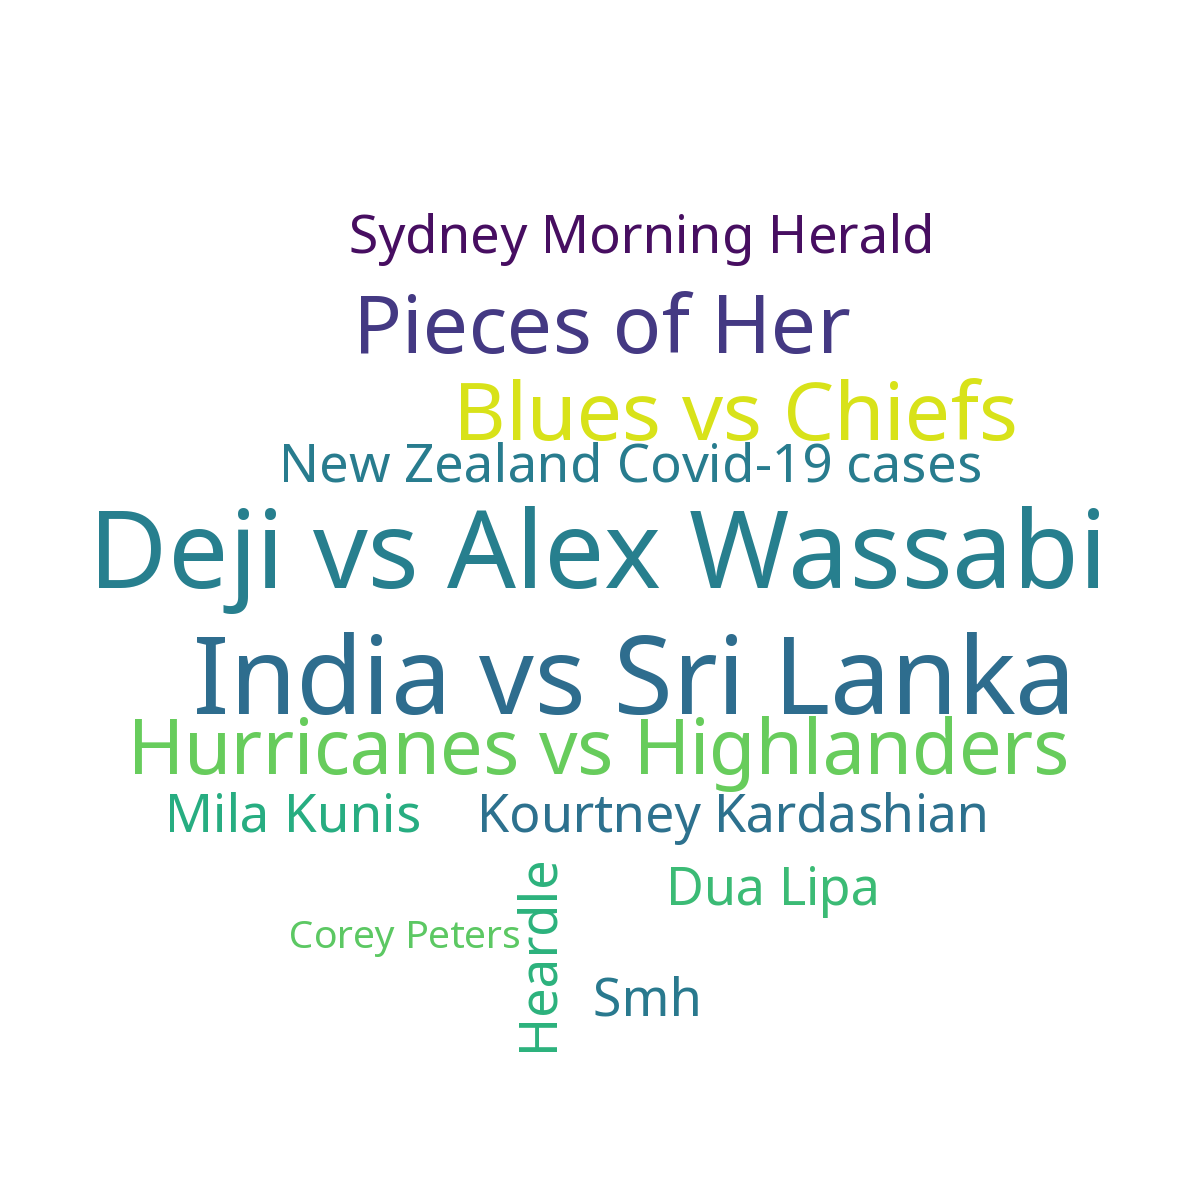 Sydney Morning Herald
Pieces of Her
Blues vs Chiefs
New Zealand Covid-19 cases
Deji vs Alex Wassabi
India vs Sri Lanka
Hurricanes vs Highlanders
Mila Kunis
Kourtney Kardashian
Dua Lipa
Corey Peters
Heardle
Smh